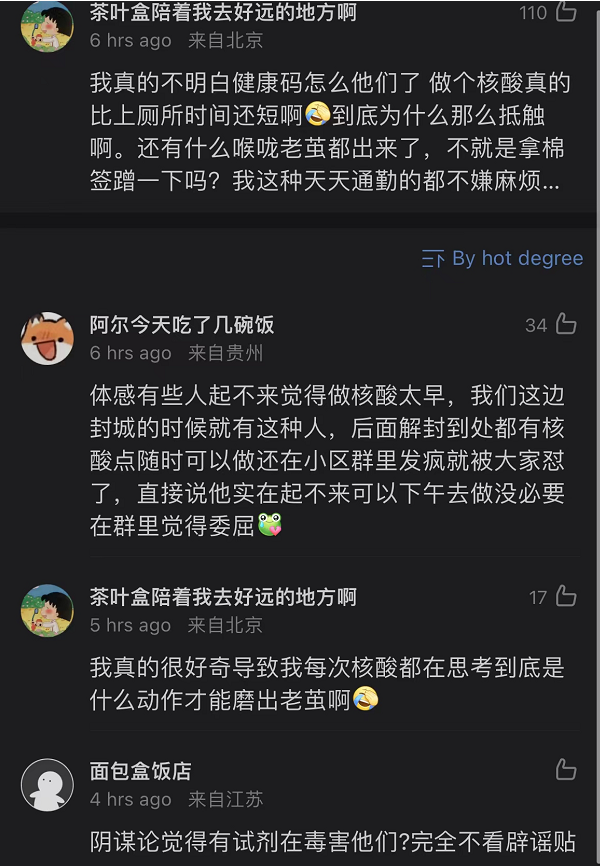 茶叶盒陪着我去好远的地方啊
110
6 hrs ago 来自北京
我真的不明白健康码怎么他们了 做个核酸真的
比上厕所时间还短啊🤣到底为什么那么抵触
啊。还有什么喉咙老茧都出来了，不就是拿棉
签蹭一下吗？我这种天天通勤的都不嫌麻烦...
By hot degree
阿尔今天吃了几碗饭
34
6 hrs ago 来自贵州
体感有些人起不来觉得做核酸太早，我们这边
封城的时候就有这种人，后面解封到处都有核
酸点随时可以做还在小区群里发疯就被大家怼
了，直接说他实在起不来可以下午去做没必要
在群里觉得委屈
茶叶盒陪着我去好远的地方啊
17
5 hrs ago 来自北京
我真的很好奇导致我每次核酸都在思考到底是
什么动作才能磨出老茧啊🤣
面包盒饭店
4 hrs ago 来自江苏
阴谋论觉得有试剂在毒害他们?完全不看辟谣贴